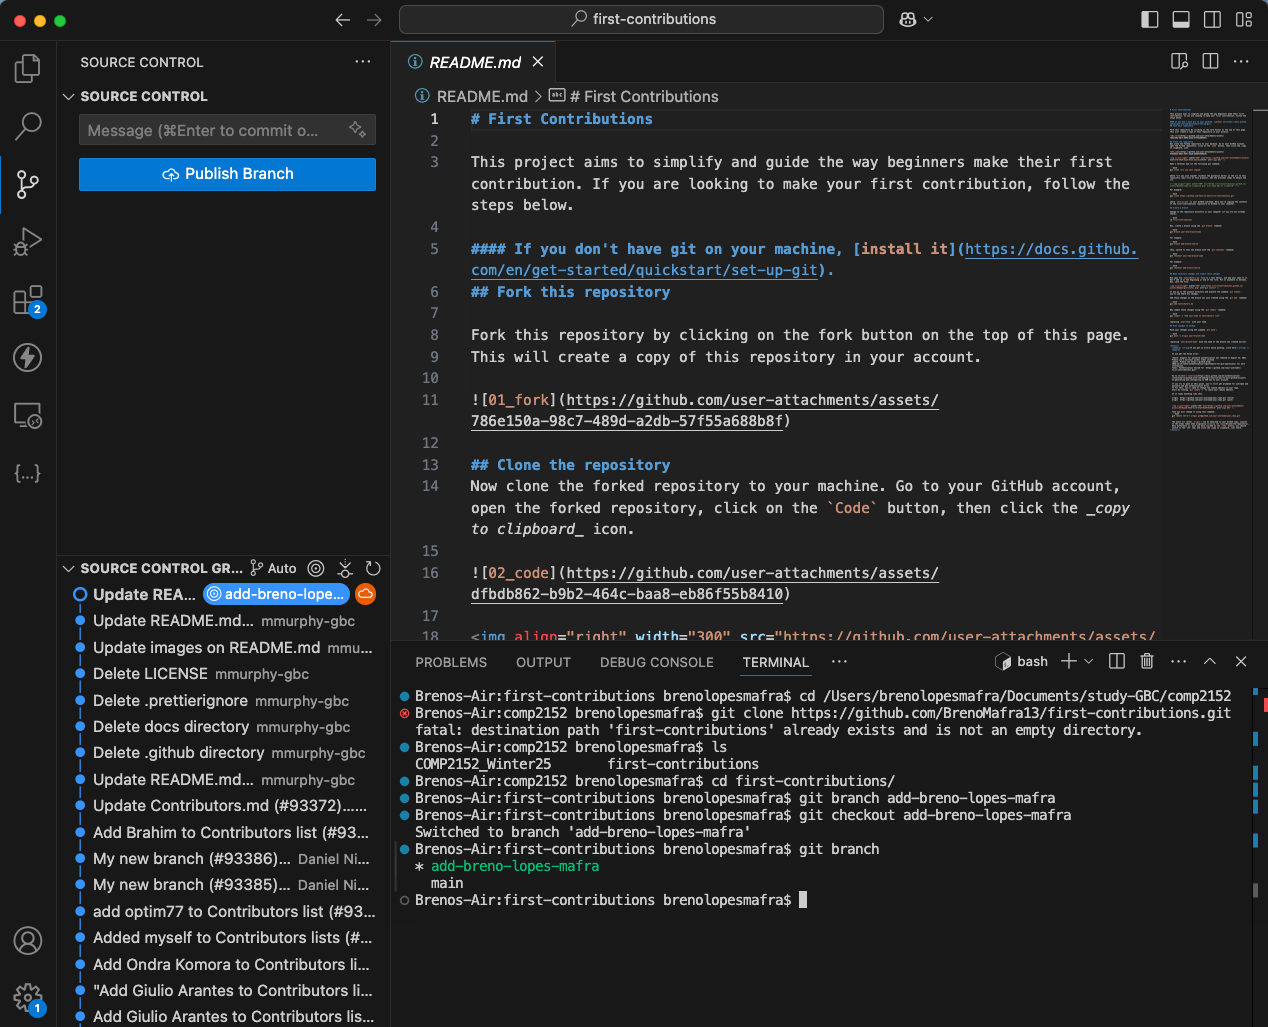 first-contributions
SOURCE CONTROL
SOURCE CONTROL
Message (⌘Enter to commit o...
Publish Branch
2
SOURCE CONTROL GR... Auto
Update REA... add-breno-lope...
Update README.md... mmurphy-gbc
Update images on README.md mmu...
Delete LICENSE mmurphy-gbc
Delete .prettierignore mmurphy-gbc
Delete docs directory mmurphy-gbc
Delete .github directory mmurphy-gbc
Update README.md... mmurphy-gbc
Update Contributors.md (#93372)......
Add Brahim to Contributors list (#93...
My new branch (#93386)... Daniel Ni...
My new branch (#93385)... Daniel Ni...
add optim77 to Contributors list (#93...
Added myself to Contributors lists (#...
Add Ondra Komora to Contributors li...
"Add Giulio Arantes to Contributors li...
Add Giulio Arantes to Contributors lis...
1
README.md
README.md > # First Contributions
1 # First Contributions
2
3 This project aims to simplify and guide the way beginners make their first
contribution. If you are looking to make your first contribution, follow the
steps below.
4
5 #### If you don't have git on your machine, [install it](https://docs.github.
com/en/get-started/quickstart/set-up-git).
6 ## Fork this repository
7
8 Fork this repository by clicking on the fork button on the top of this page.
9 This will create a copy of this repository in your account.
10
11 ![01_fork](https://github.com/user-attachments/assets/
786e150a-98c7-489d-a2db-57f55a688b8f)
12
13 ## Clone the repository
14 Now clone the forked repository to your machine. Go to your GitHub account,
open the forked repository, click on the `Code` button, then click the _copy
to clipboard_ icon.
15
16 ![02_code](https://github.com/user-attachments/assets/
dfbdb862-b9b2-464c-baa8-eb86f55b8410)
17
18 <img align="right" width="300" src="https://github.com/user-attachments/assets/
PROBLEMS OUTPUT DEBUG CONSOLE TERMINAL ... bash
Brenos-Air:first-contributions brenolopesmafra$ cd /Users/brenolopesmafra/Documents/study-GBC/comp2152
Brenos-Air:comp2152 brenolopesmafra$ git clone https://github.com/BrenoMafra13/first-contributions.git
fatal: destination path 'first-contributions' already exists and is not an empty directory.
Brenos-Air:comp2152 brenolopesmafra$ ls
COMP2152_Winter25 first-contributions
Brenos-Air:comp2152 brenolopesmafra$ cd first-contributions/
Brenos-Air:first-contributions brenolopesmafra$ git branch add-breno-lopes-mafra
Brenos-Air:first-contributions brenolopesmafra$ git checkout add-breno-lopes-mafra
Switched to branch 'add-breno-lopes-mafra'
Brenos-Air:first-contributions brenolopesmafra$ git branch
* add-breno-lopes-mafra
main
Brenos-Air:first-contributions brenolopesmafra$